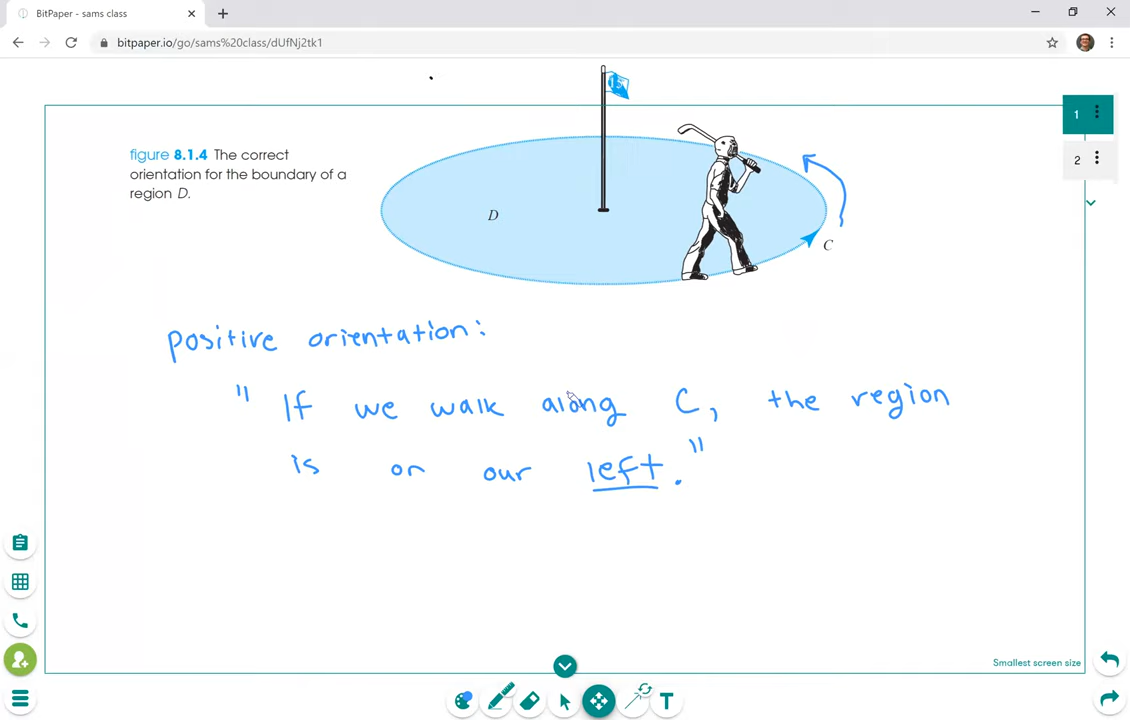 BitPaper - sams class
bitpaper.io/go/sams%20class/dUfNj2tk1
15
figure 8.1.4 The correct
orientation for the boundary of a
region D.
D
C
1
2
positive orientation:
" If we walk along C, the region
is on our left."
Smallest screen size
T